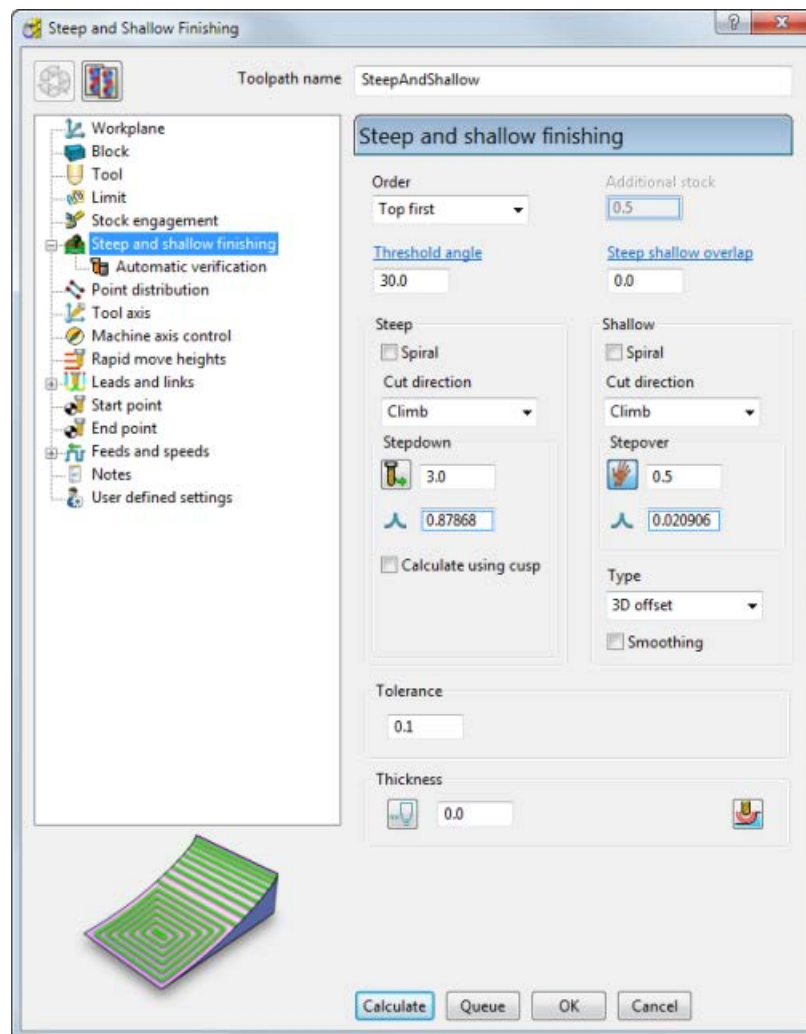 Steep and Shallow Finishing
Toolpath name SteepAndShallow
Workplane
Block
Tool
Limit
Stock engagement
Steep and shallow finishing
Automatic verification
Point distribution
Tool axis
Machine axis control
Rapid move heights
Leads and links
Start point
End point
Feeds and speeds
Notes
User defined settings
Steep and shallow finishing
Order Additional stock
Top first 0.5
Threshold angle Steep shallow overlap
30.0 0.0
Steep
Spiral
Cut direction
Climb
Stepdown
3.0
0.87868
Calculate using cusp
Shallow
Spiral
Cut direction
Climb
Stepover
0.5
0.020906
Type
3D offset
Smoothing
Tolerance
0.1
Thickness
0.0
Calculate Queue OK Cancel